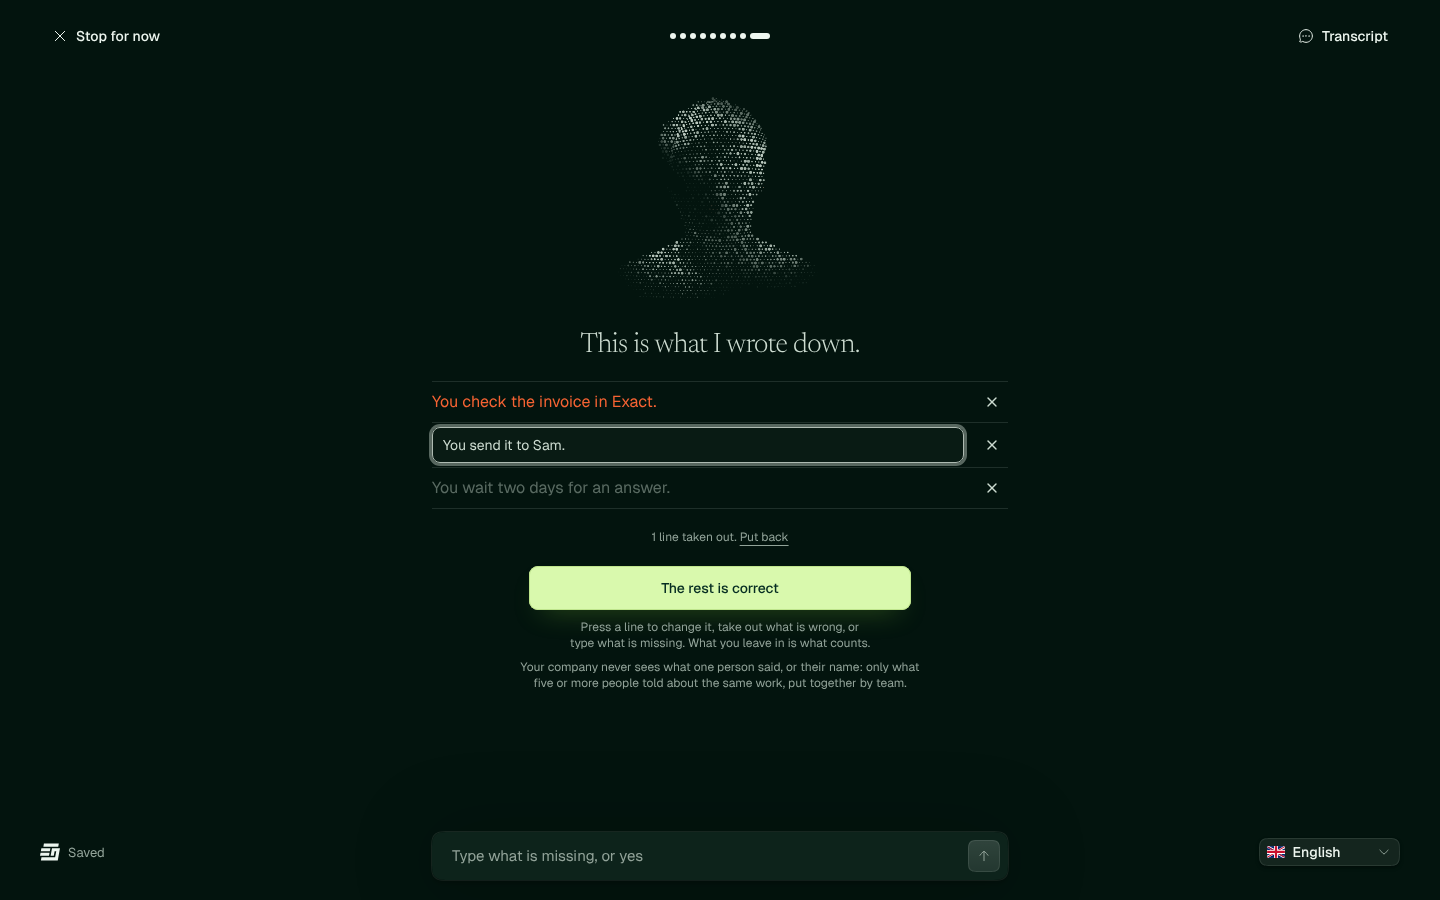 Stop for now
Transcript
This is what I wrote down.
You check the invoice in Exact.
You send it to Sam.
You wait two days for an answer.
1 line taken out. Put back
The rest is correct
Press a line to change it, take out what is wrong, or
type what is missing. What you leave in is what counts.
Your company never sees what one person said, or their name: only what
five or more people told about the same work, put together by team.
Type what is missing, or yes
Saved
English